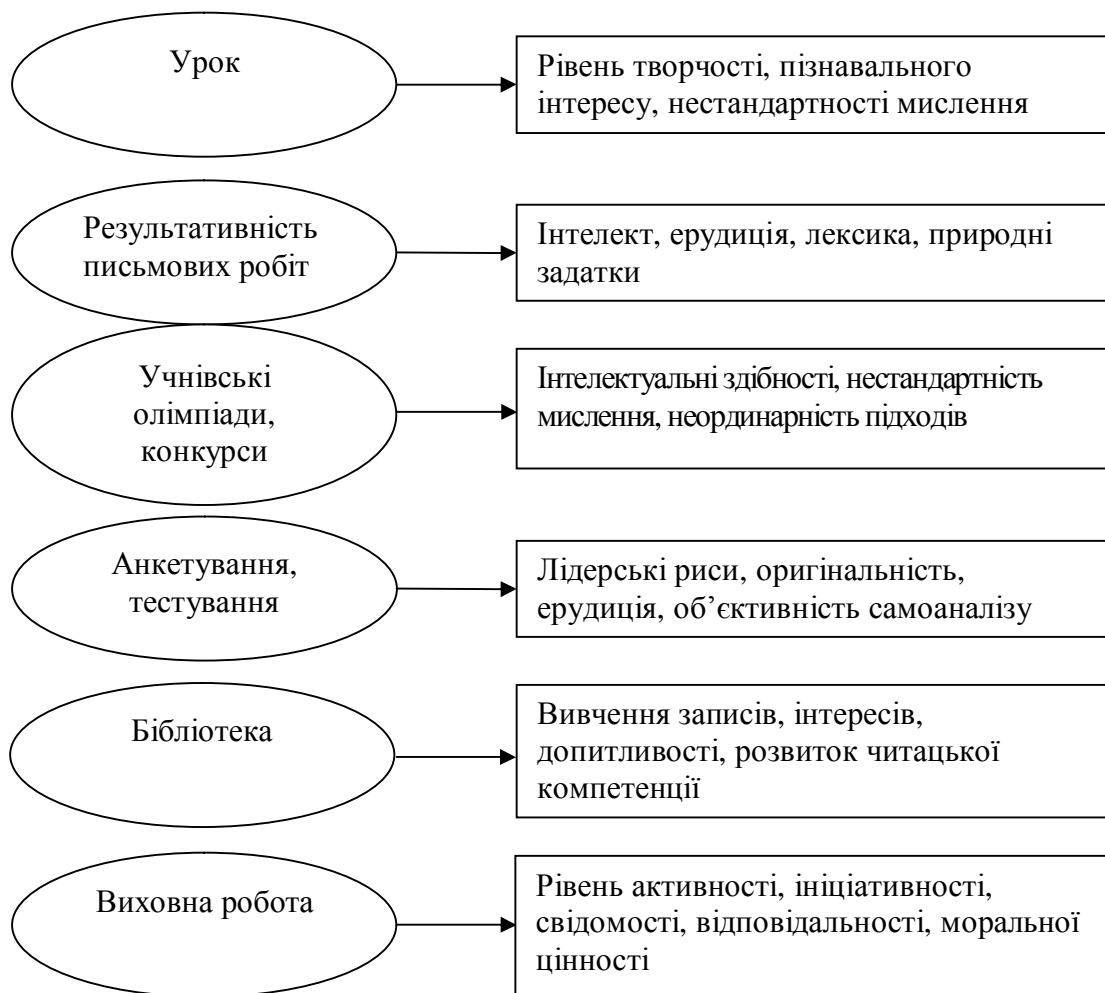 Урок
Рівень творчості, пізнавального
інтересу, нестандартності мислення
Результативність
письмових робіт
Інтелект, ерудиція, лексика, природні
задатки
Учнівські
олімпіади,
конкурси
Інтелектуальні здібності, нестандартність
мислення, неординарність підходів
Анкетування,
тестування
Лідерські риси, оригінальність,
ерудиція, об’єктивність самоаналізу
Бібліотека
Вивчення записів, інтересів,
допитливості, розвиток читацької
компетенції
Виховна робота
Рівень активності, ініціативності,
свідомості, відповідальності, моральної
цінності